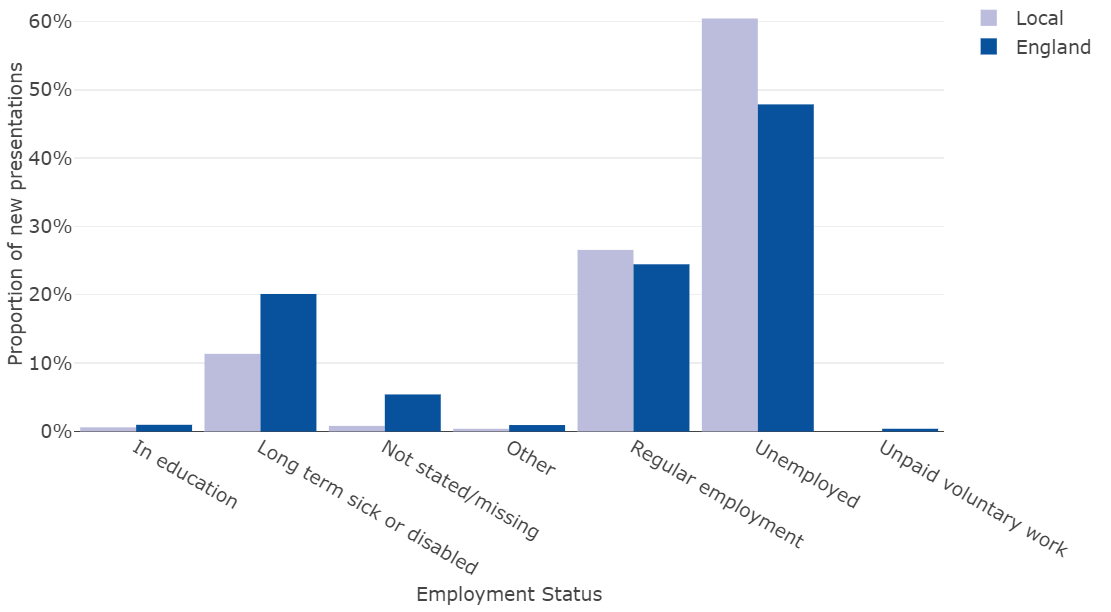 Local
England
Proportion of new presentations
60%
50%
40%
30%
20%
10%
0%
In education
Long term sick or disabled
Not stated/missing
Other
Regular employment
Unemployed
Unpaid voluntary work
Employment Status